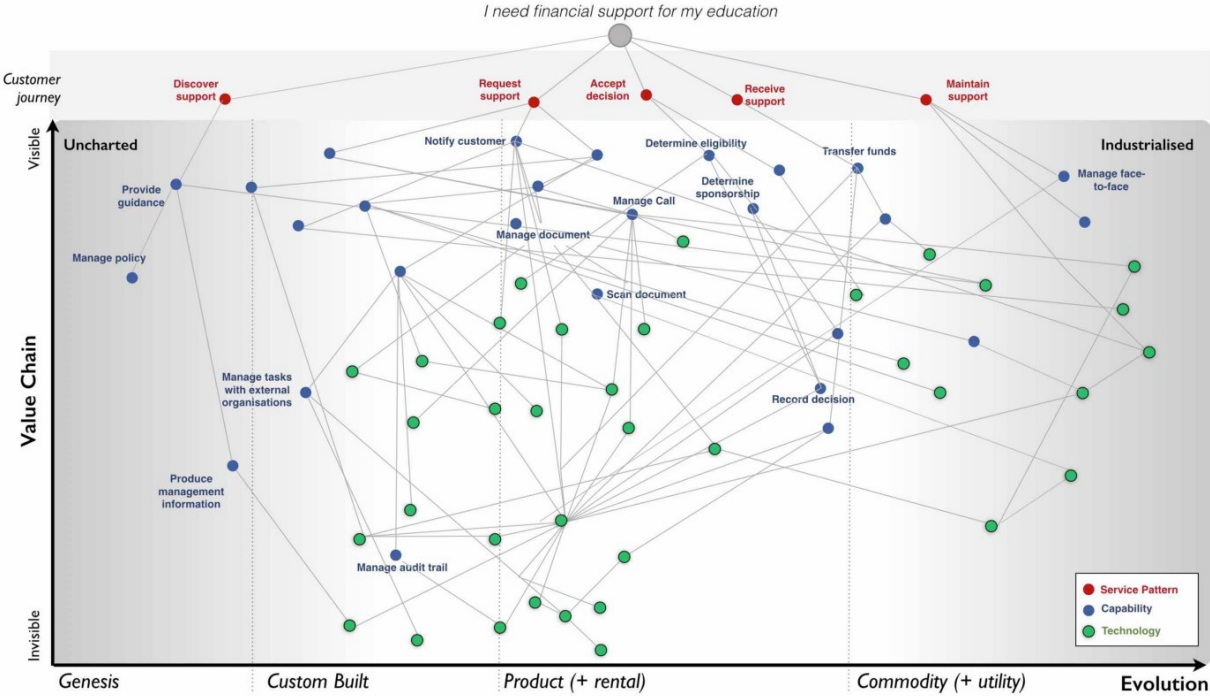 I need financial support for my education
Customer
journey
Discover
support
Request
support
Accept
decision
Receive
support
Maintain
support
Visible
Uncharted
Industrialised
Notify customer
Determine eligibility
Transfer funds
Provide
guidance
Manage face-
to-face
Determine
sponsorship
Manage Call
Manage document
Manage policy
Scan document
Value Chain
Manage tasks
with external
organisations
Record decision
Produce
management
information
Manage audit trail
Service Pattern
Capability
Technology
Invisible
Genesis
Custom Built
Product (+ rental)
Commodity (+ utility)
Evolution